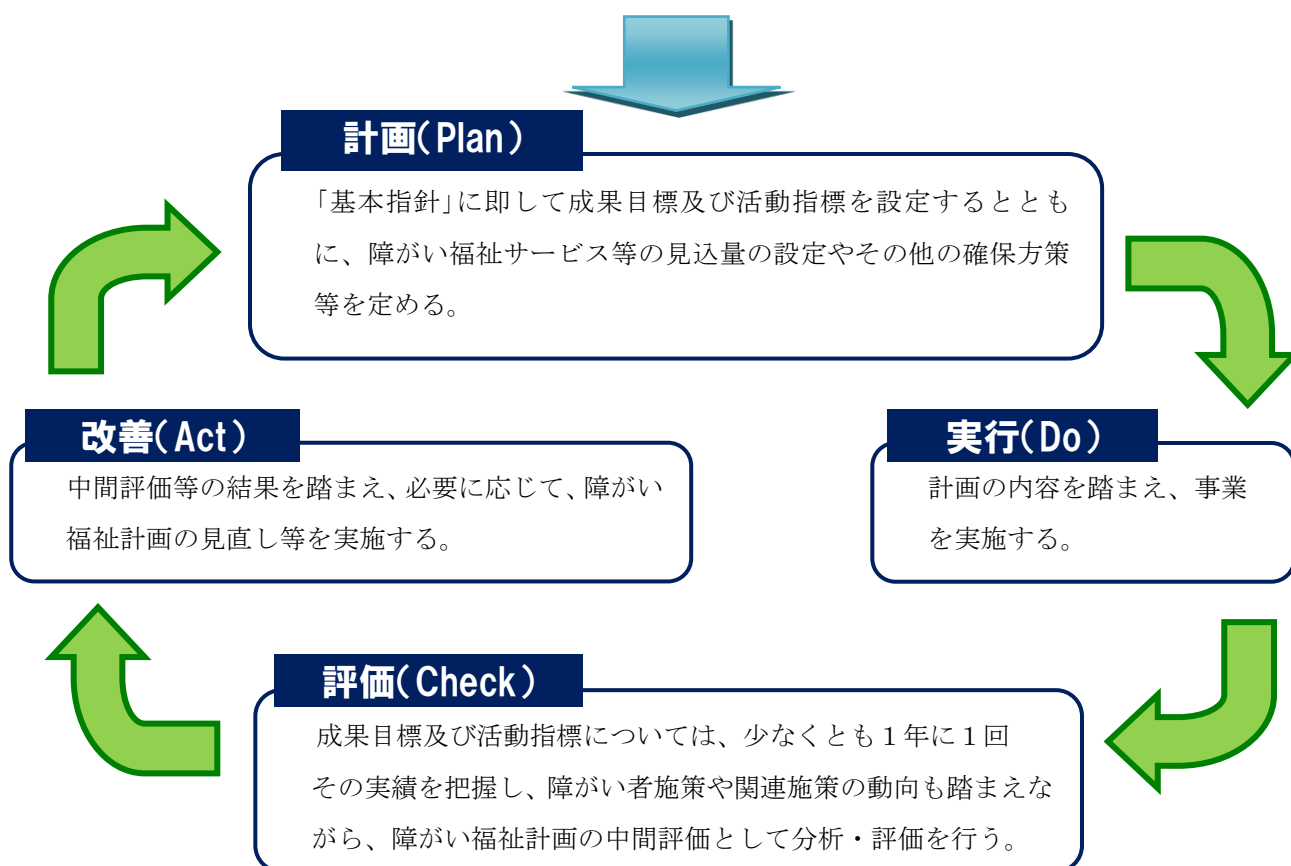 計画(Plan)
「基本指針」に即して成果目標及び活動指標を設定するととも
に、障がい福祉サービス等の見込量の設定やその他の確保方策
等を定める。
改善(Act)
中間評価等の結果を踏まえ、必要に応じて、障がい
福祉計画の見直し等を実施する。
実行(Do)
計画の内容を踏まえ、事業
を実施する。
評価(Check)
成果目標及び活動指標については、少なくとも１年に１回
その実績を把握し、障がい者施策や関連施策の動向も踏まえな
がら、障がい福祉計画の中間評価として分析・評価を行う。